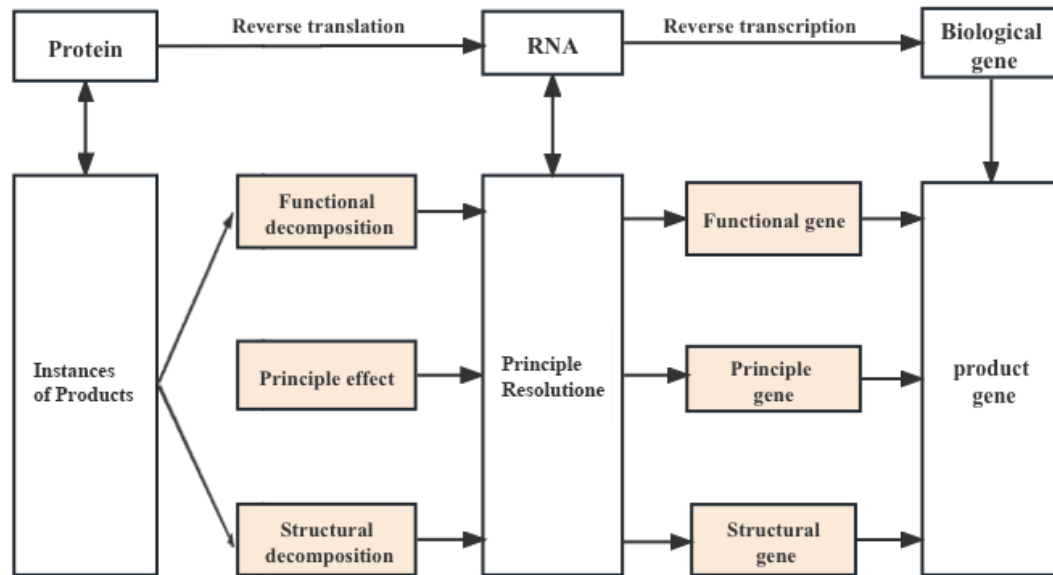 Protein
Reverse translation
RNA
Reverse transcription
Biological
gene
Instances
of Products
Functional
decomposition
Principle effect
Structural
decomposition
Principle
Resolutione
Functional gene
Principle
gene
Structural
gene
product
gene